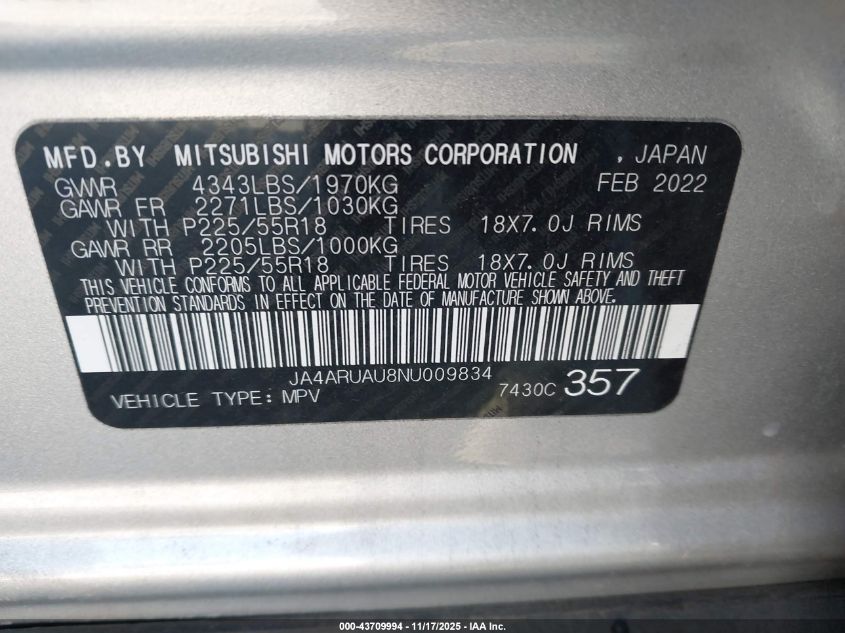 MFD.BY MITSUBISHI MOTORS CORPORATION , JAPAN
GVWR 4343LBS/1970KG FEB 2022
GAWR FR 2271LBS/1030KG
WITH P225/55R18 TIRES 18X7.0J RIMS
GAWR RR 2205LBS/1000KG
WITH P225/55R18 TIRES 18X7.0J RIMS
THIS VEHICLE CONFORMS TO ALL APPLICABLE FEDERAL MOTOR VEHICLE SAFETY AND THEFT
PREVENTION STANDARDS IN EFFECT ON THE DATE OF MANUFACTURE SHOWN ABOVE.
JA4ARUAU8NU009834
VEHICLE TYPE: MPV 7430C 357
000-43709994 — 11/17/2025 — IAA Inc.